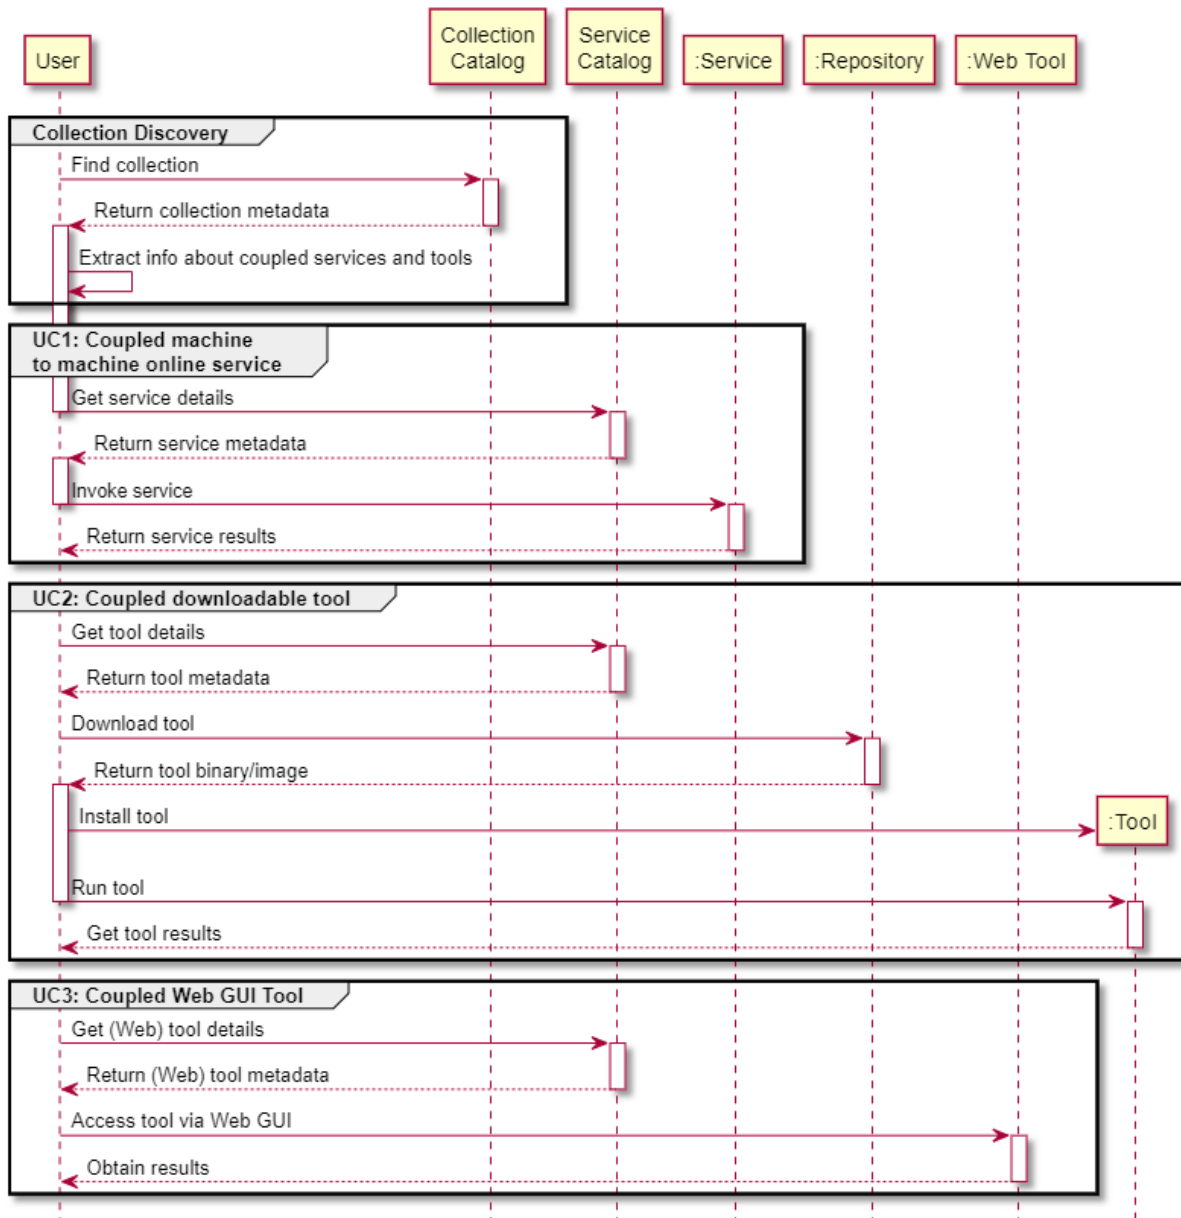 Collection
Catalog
Service
Catalog
User
:Service
:Repository
:Web Tool
Collection Discovery
Find collection
Return collection metadata
Extract info about coupled services and tools
UC1: Coupled machine
to machine online service
Get service details
Return service metadata
Invoke service
Return service results
UC2: Coupled downloadable tool
Get tool details
Return tool metadata
Download tool
Return tool binary/image
Install tool
:Tool
Run tool
Get tool results
UC3: Coupled Web GUI Tool
Get (Web) tool details
Return (Web) tool metadata
Access tool via Web GUI
Obtain results